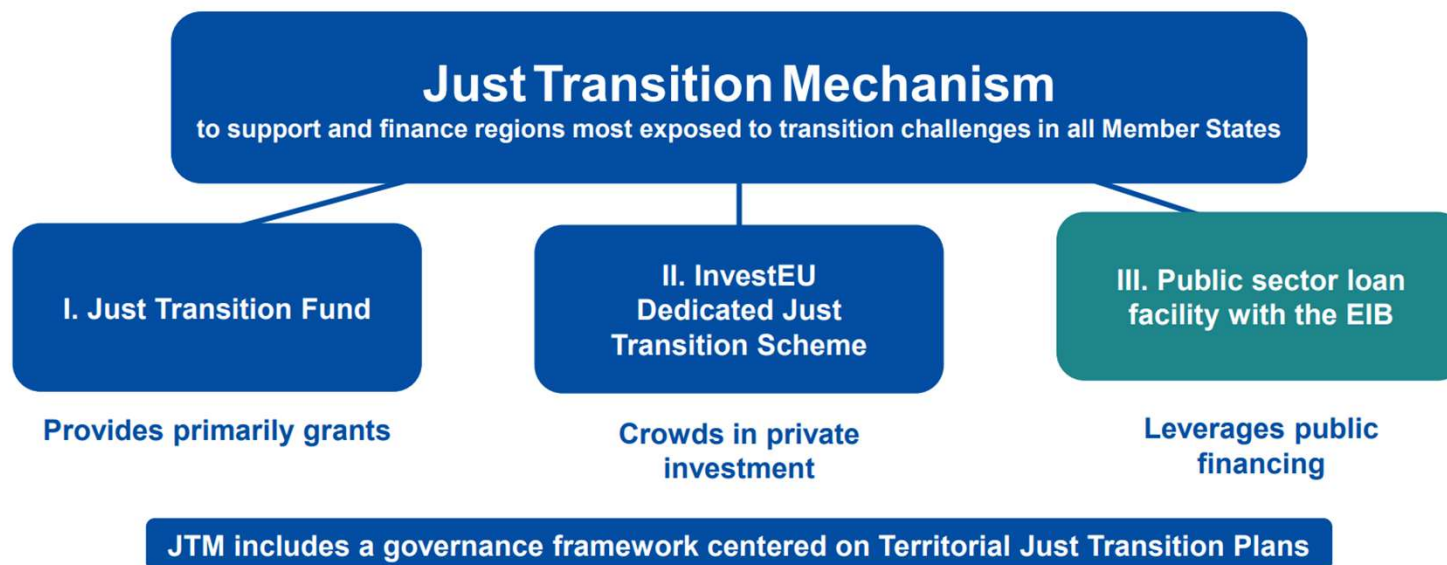 Just Transition Mechanism
to support and finance regions most exposed to transition challenges in all Member States
I. Just Transition Fund
II. InvestEU
Dedicated Just
Transition Scheme
III. Public sector loan
facility with the EIB
Provides primarily grants
Crowds in private
investment
Leverages public
financing
JTM includes a governance framework centered on Territorial Just Transition Plans